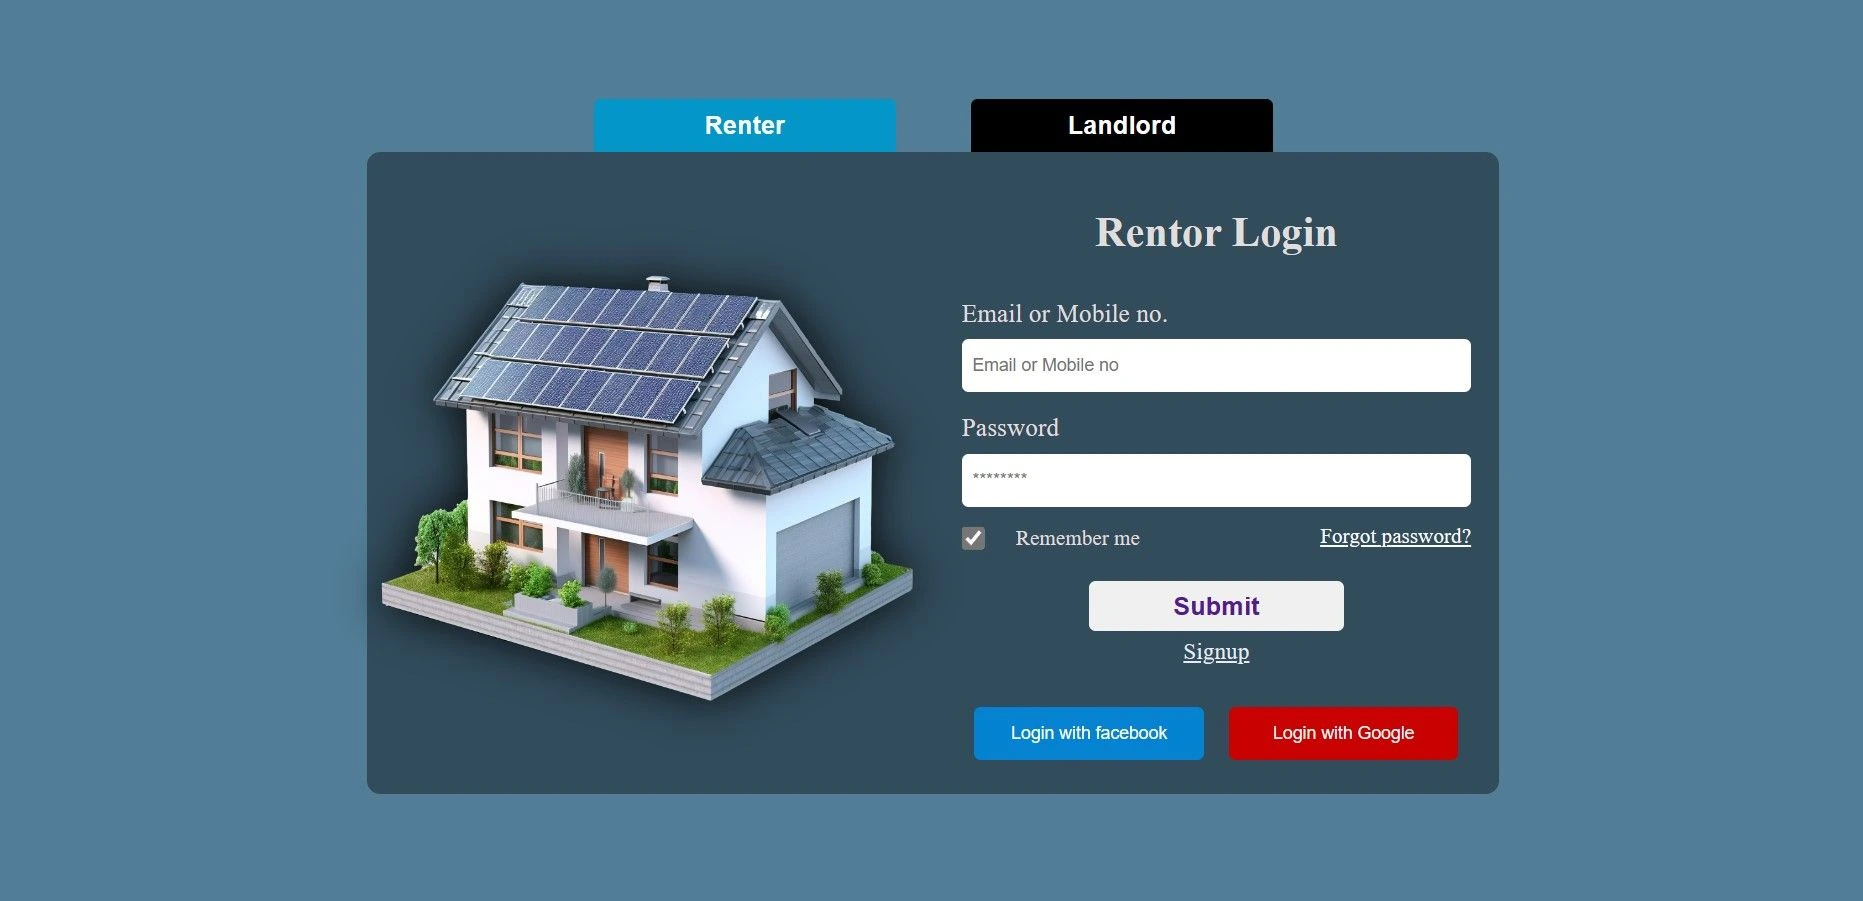 Renter
Landlord
Rentor Login
Email or Mobile no.
Email or Mobile no
Password
********
Remember me
Forgot password?
Submit
Signup
Login with facebook
Login with Google